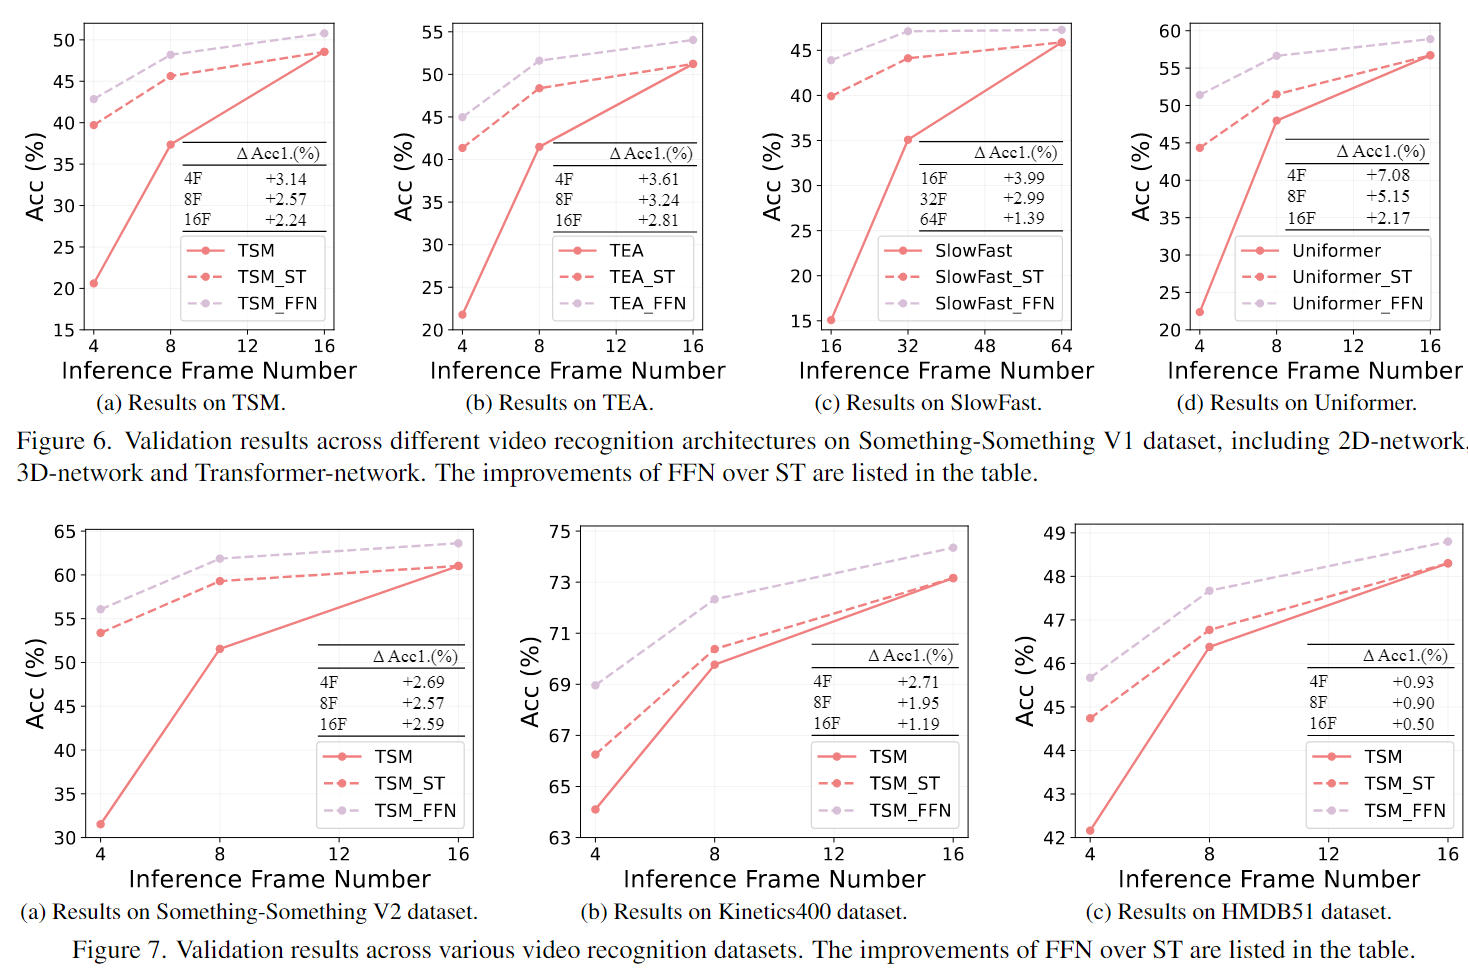 50
45
40
35
30
25
20
15
Acc (%)
Δ Acc1.(%)
4F +3.14
8F +2.57
16F +2.24
TSM
TSM_ST
TSM_FFN
4 8 12 16
Inference Frame Number
(a) Results on TSM.
55
50
45
40
35
30
25
20
Acc (%)
Δ Acc1.(%)
4F +3.61
8F +3.24
16F +2.81
TEA
TEA_ST
TEA_FFN
4 8 12 16
Inference Frame Number
(b) Results on TEA.
45
40
35
30
25
20
15
Acc (%)
Δ Acc1.(%)
16F +3.99
32F +2.99
64F +1.39
SlowFast
SlowFast_ST
SlowFast_FFN
16 32 48 64
Inference Frame Number
(c) Results on SlowFast.
60
55
50
45
40
35
30
25
20
Acc (%)
Δ Acc1.(%)
4F +7.08
8F +5.15
16F +2.17
Uniformer
Uniformer_ST
Uniformer_FFN
4 8 12 16
Inference Frame Number
(d) Results on Uniformer.
Figure 6. Validation results across different video recognition architectures on Something-Something V1 dataset, including 2D-network,
3D-network and Transformer-network. The improvements of FFN over ST are listed in the table.
65
60
55
50
45
40
35
30
Acc (%)
Δ Acc1.(%)
4F +2.69
8F +2.57
16F +2.59
TSM
TSM_ST
TSM_FFN
4 8 12 16
Inference Frame Number
(a) Results on Something-Something V2 dataset.
75
73
71
69
67
65
63
Acc (%)
Δ Acc1.(%)
4F +2.71
8F +1.95
16F +1.19
TSM
TSM_ST
TSM_FFN
4 8 12 16
Inference Frame Number
(b) Results on Kinetics400 dataset.
49
48
47
46
45
44
43
42
Acc (%)
Δ Acc1.(%)
4F +0.93
8F +0.90
16F +0.50
TSM
TSM_ST
TSM_FFN
4 8 12 16
Inference Frame Number
(c) Results on HMDB51 dataset.
Figure 7. Validation results across various video recognition datasets. The improvements of FFN over ST are listed in the table.